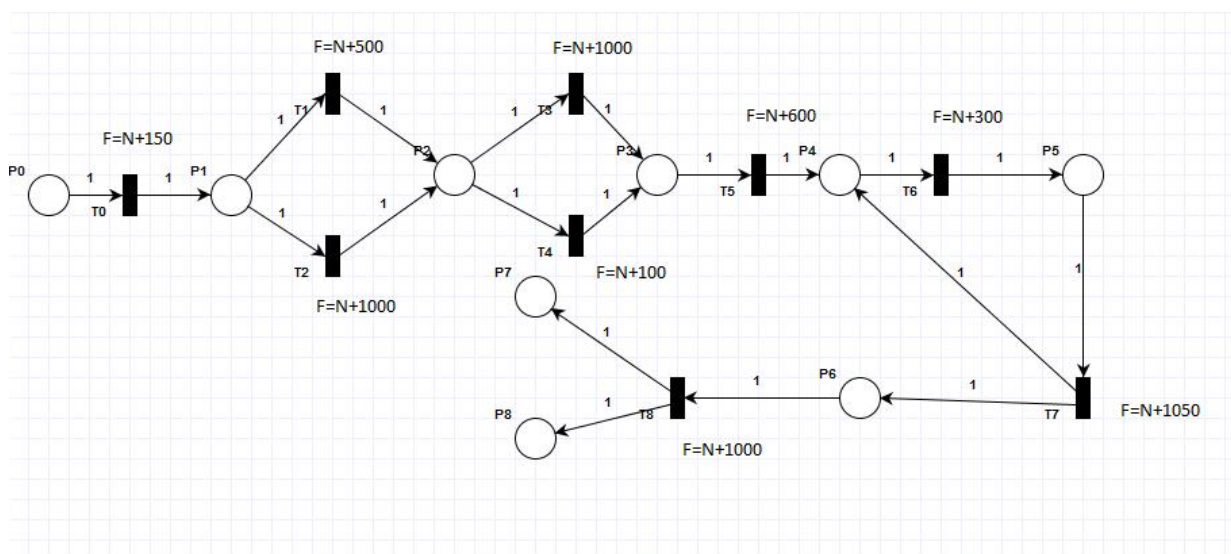 F=N+500
F=N+1000
T1
1
1
1
T3
1
F=N+150
F=N+600
F=N+300
P0
1
1
P1
1
P2
P3
1
1
P4
1
1
P5
T0
T5
T6
1
1
1
1
T2
T4
P7
F=N+100
1
1
F=N+1000
1
P6
1
1
P8
1
T8
T7
F=N+1050
F=N+1000